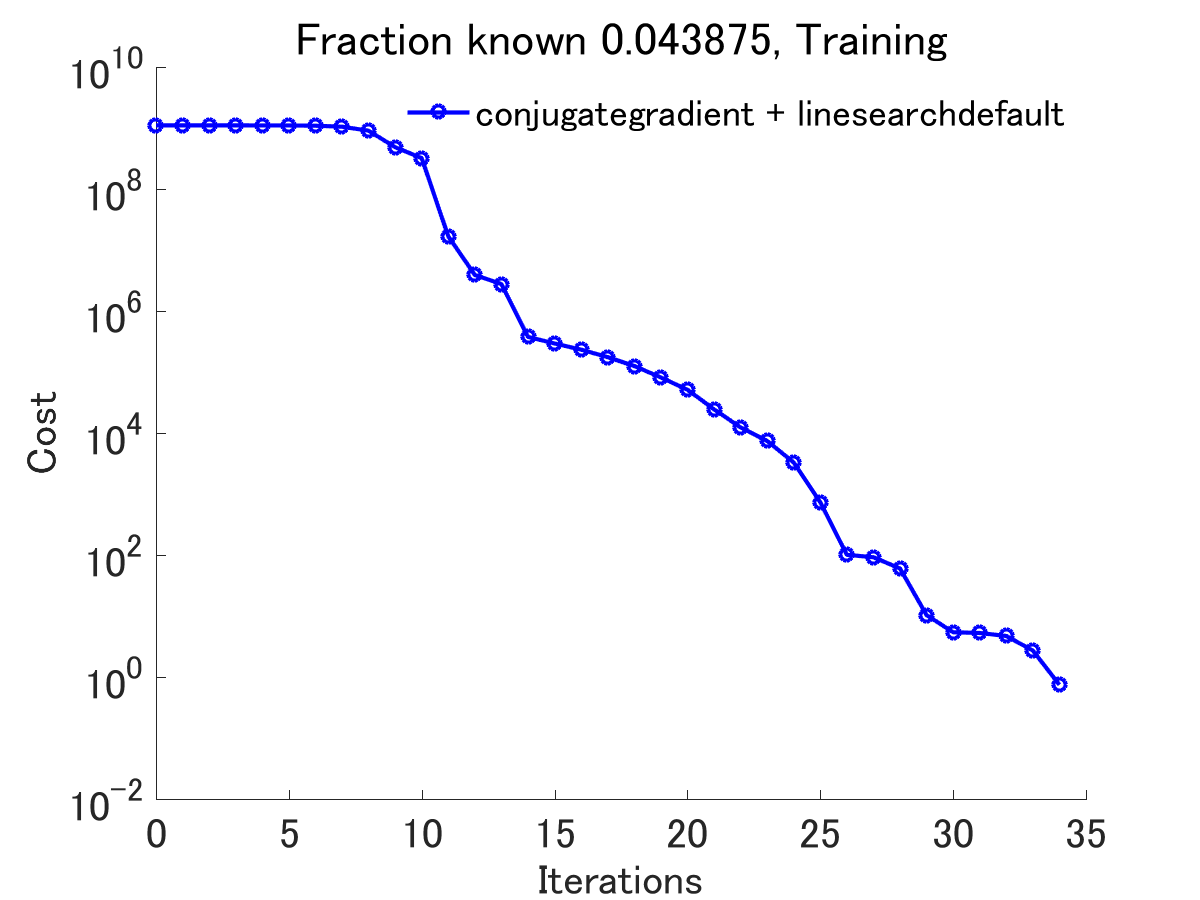 Fraction known 0.043875, Training
conjugategradient + linesearchdefault
10^10
10^8
10^6
10^4
10^2
10^0
10^-2
Cost
0 5 10 15 20 25 30 35
Iterations